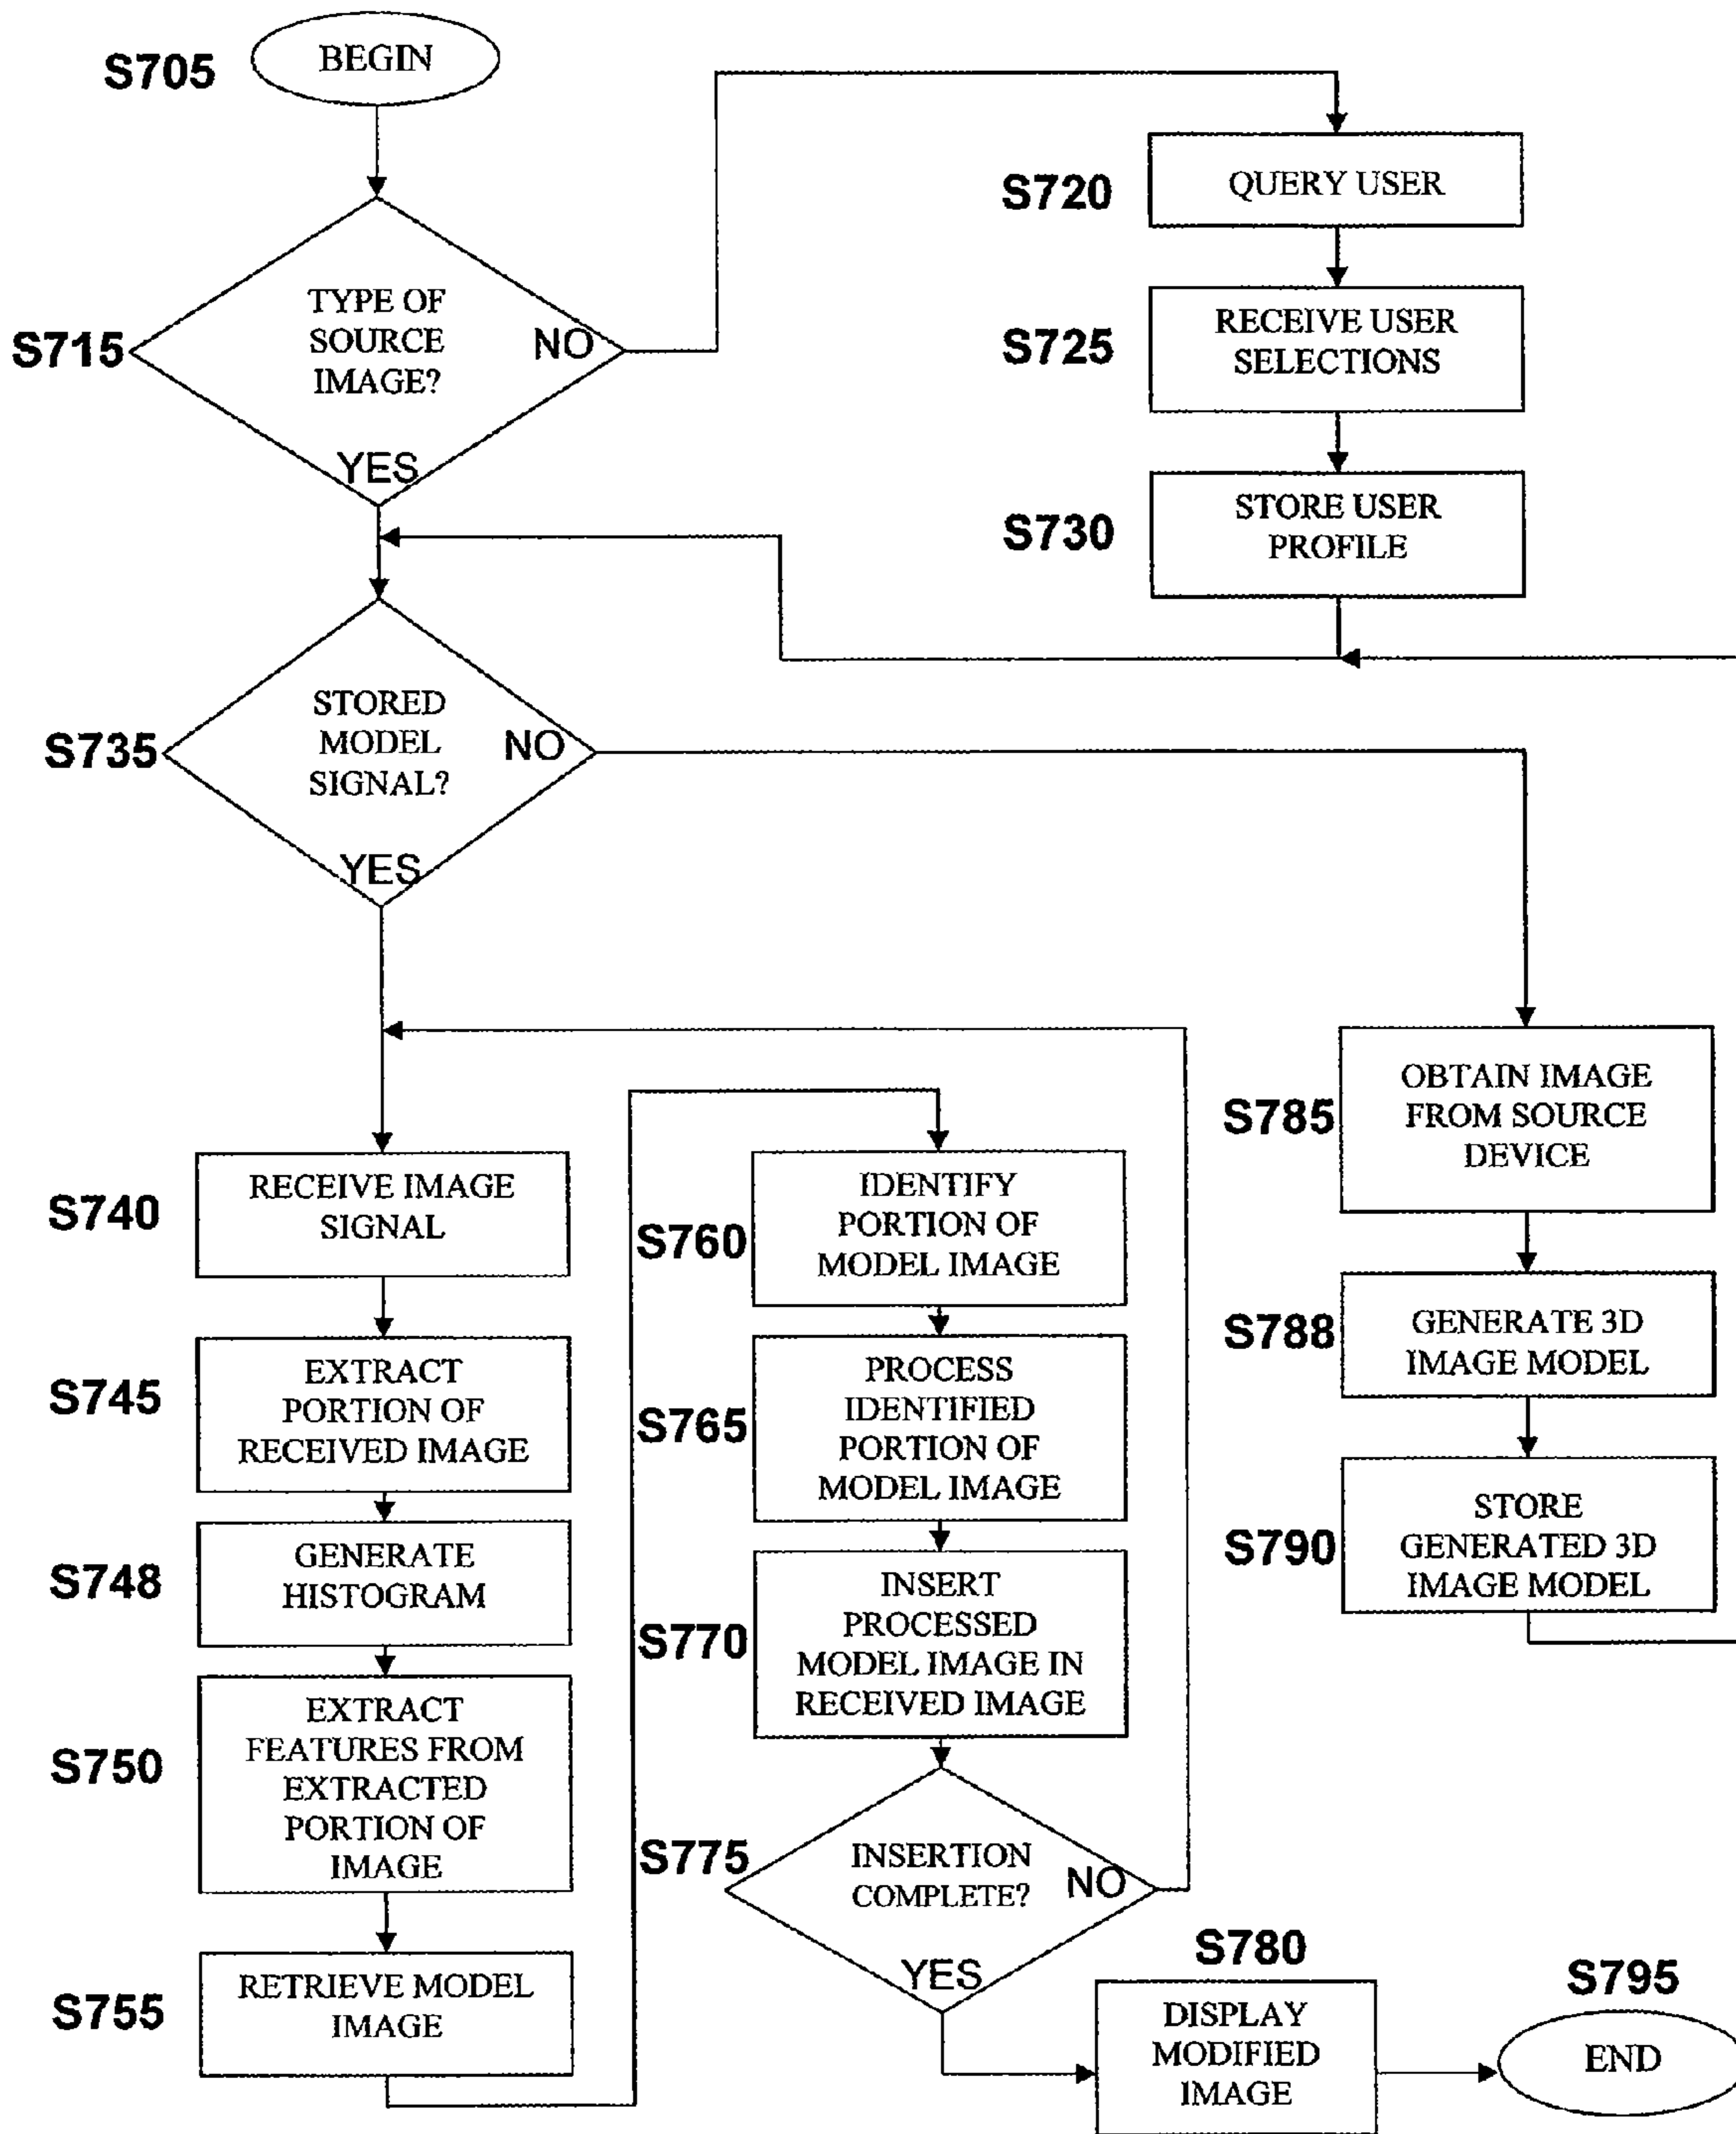 S705
BEGIN
S715
TYPE OF
SOURCE
IMAGE?
NO
YES
S720
QUERY USER
S725
RECEIVE USER
SELECTIONS
S730
STORE USER
PROFILE
S735
STORED
MODEL
SIGNAL?
NO
YES
S740
RECEIVE IMAGE
SIGNAL
S745
EXTRACT
PORTION OF
RECEIVED IMAGE
S748
GENERATE
HISTOGRAM
S750
EXTRACT
FEATURES FROM
EXTRACTED
PORTION OF
IMAGE
S755
RETRIEVE MODEL
IMAGE
S760
IDENTIFY
PORTION OF
MODEL IMAGE
S765
PROCESS
IDENTIFIED
PORTION OF
MODEL IMAGE
S770
INSERT
PROCESSED
MODEL IMAGE IN
RECEIVED IMAGE
S775
INSERTION
COMPLETE?
NO
YES
S780
DISPLAY
MODIFIED
IMAGE
S785
OBTAIN IMAGE
FROM SOURCE
DEVICE
S788
GENERATE 3D
IMAGE MODEL
S790
STORE
GENERATED 3D
IMAGE MODEL
S795
END